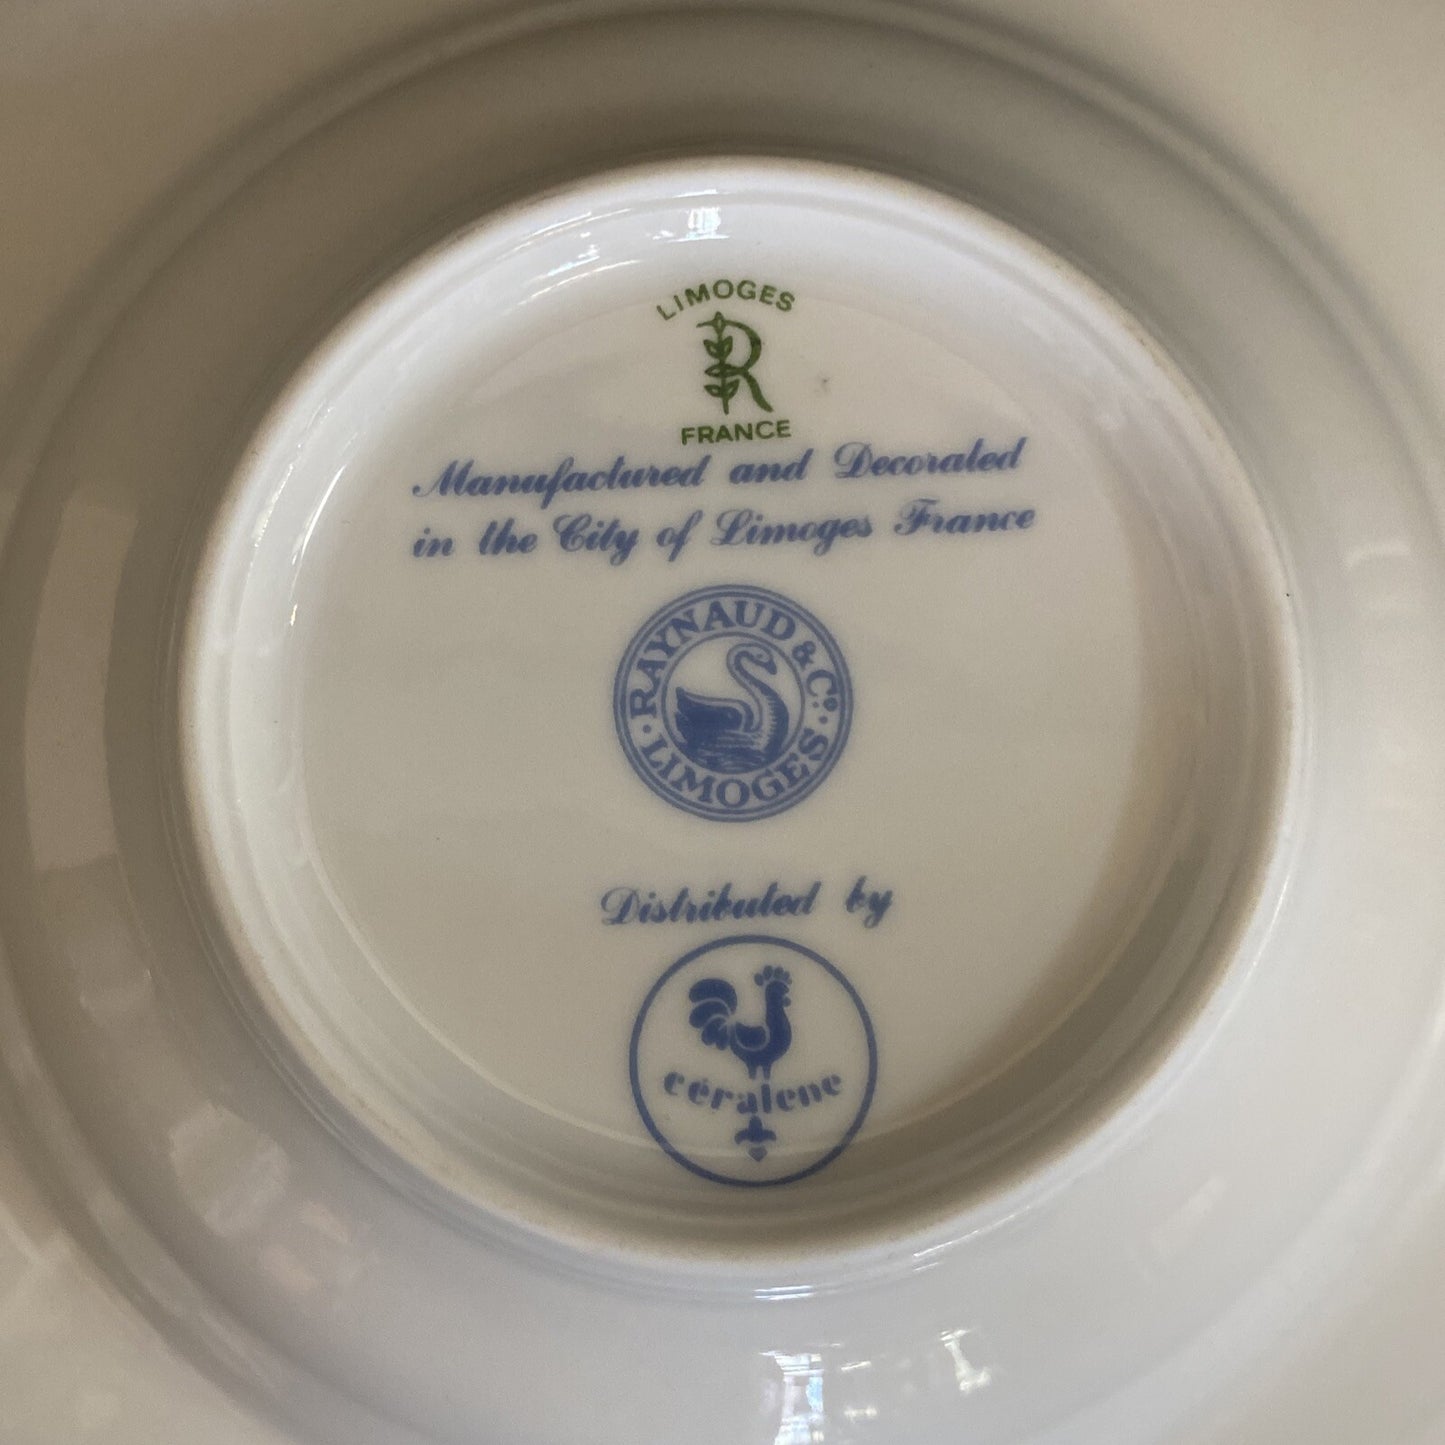 LIMOGES
R
FRANCE
Manufactured and Decorated
in the City of Limoges France
RAYNAUD & Co.
LIMOGES
Distributed by
céralene